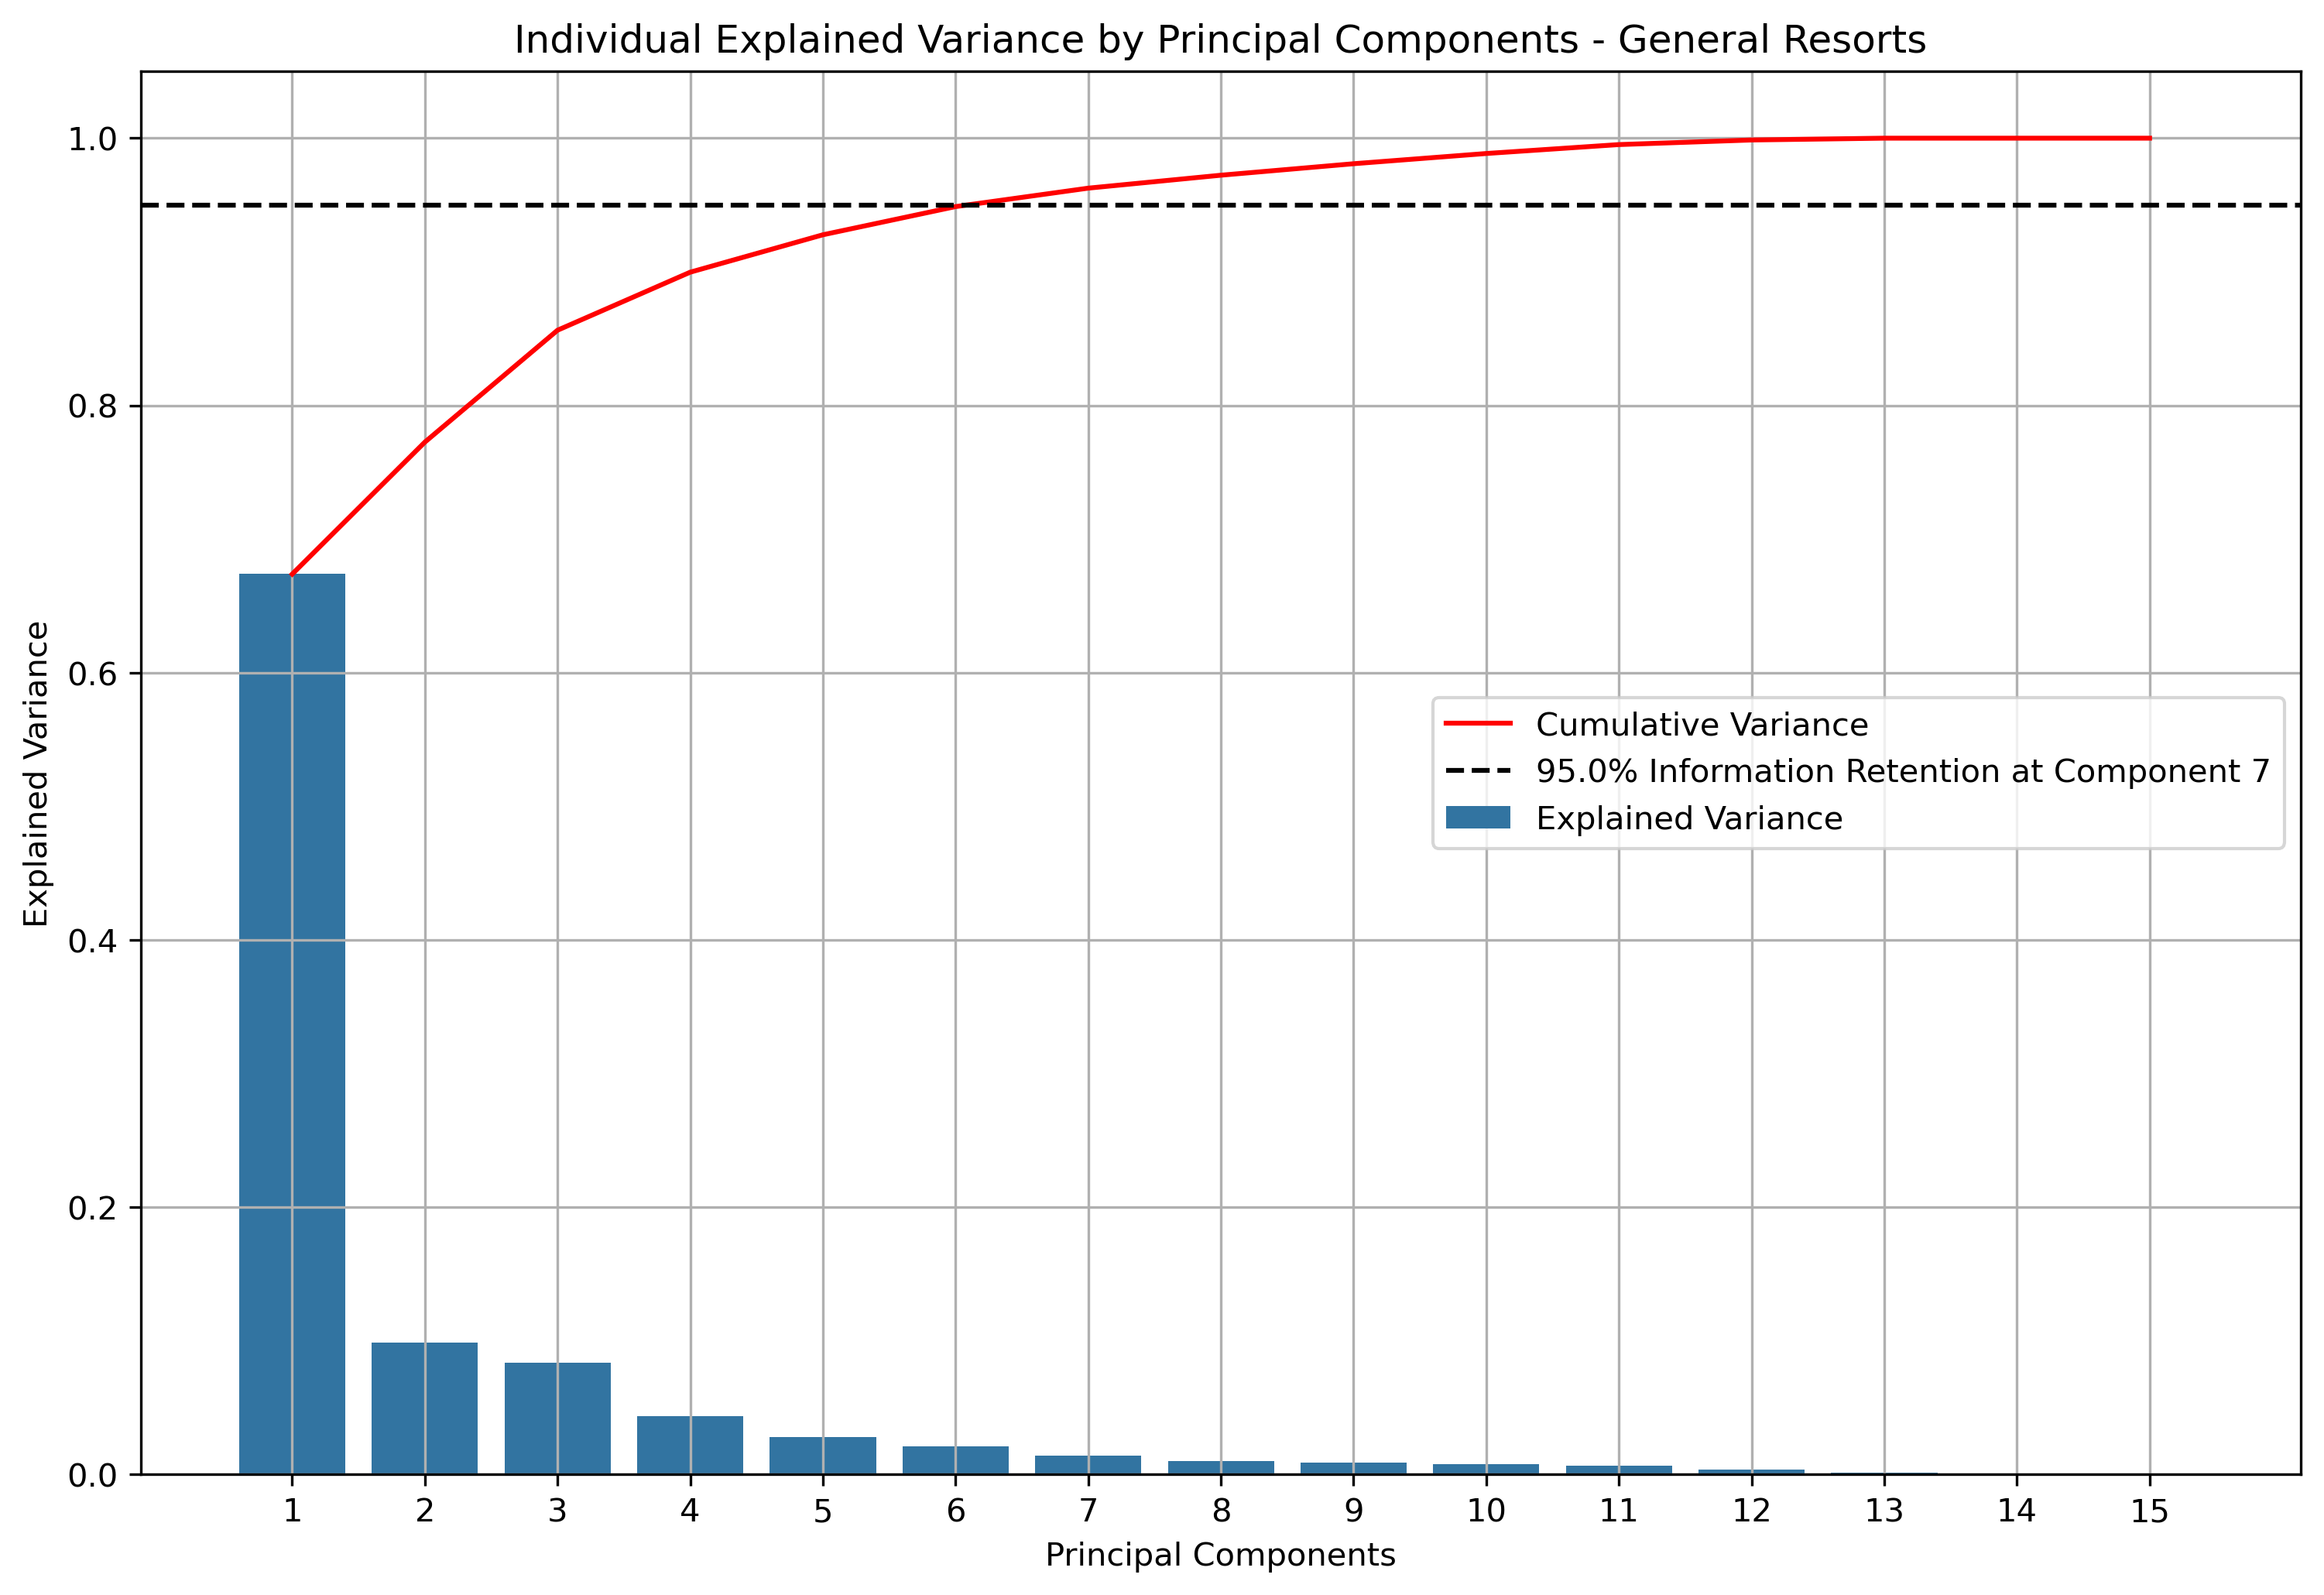 Individual Explained Variance by Principal Components - General Resorts
Explained Variance
1.0
0.8
0.6
0.4
0.2
0.0
Cumulative Variance
95.0% Information Retention at Component 7
Explained Variance
1 2 3 4 5 6 7 8 9 10 11 12 13 14 15
Principal Components